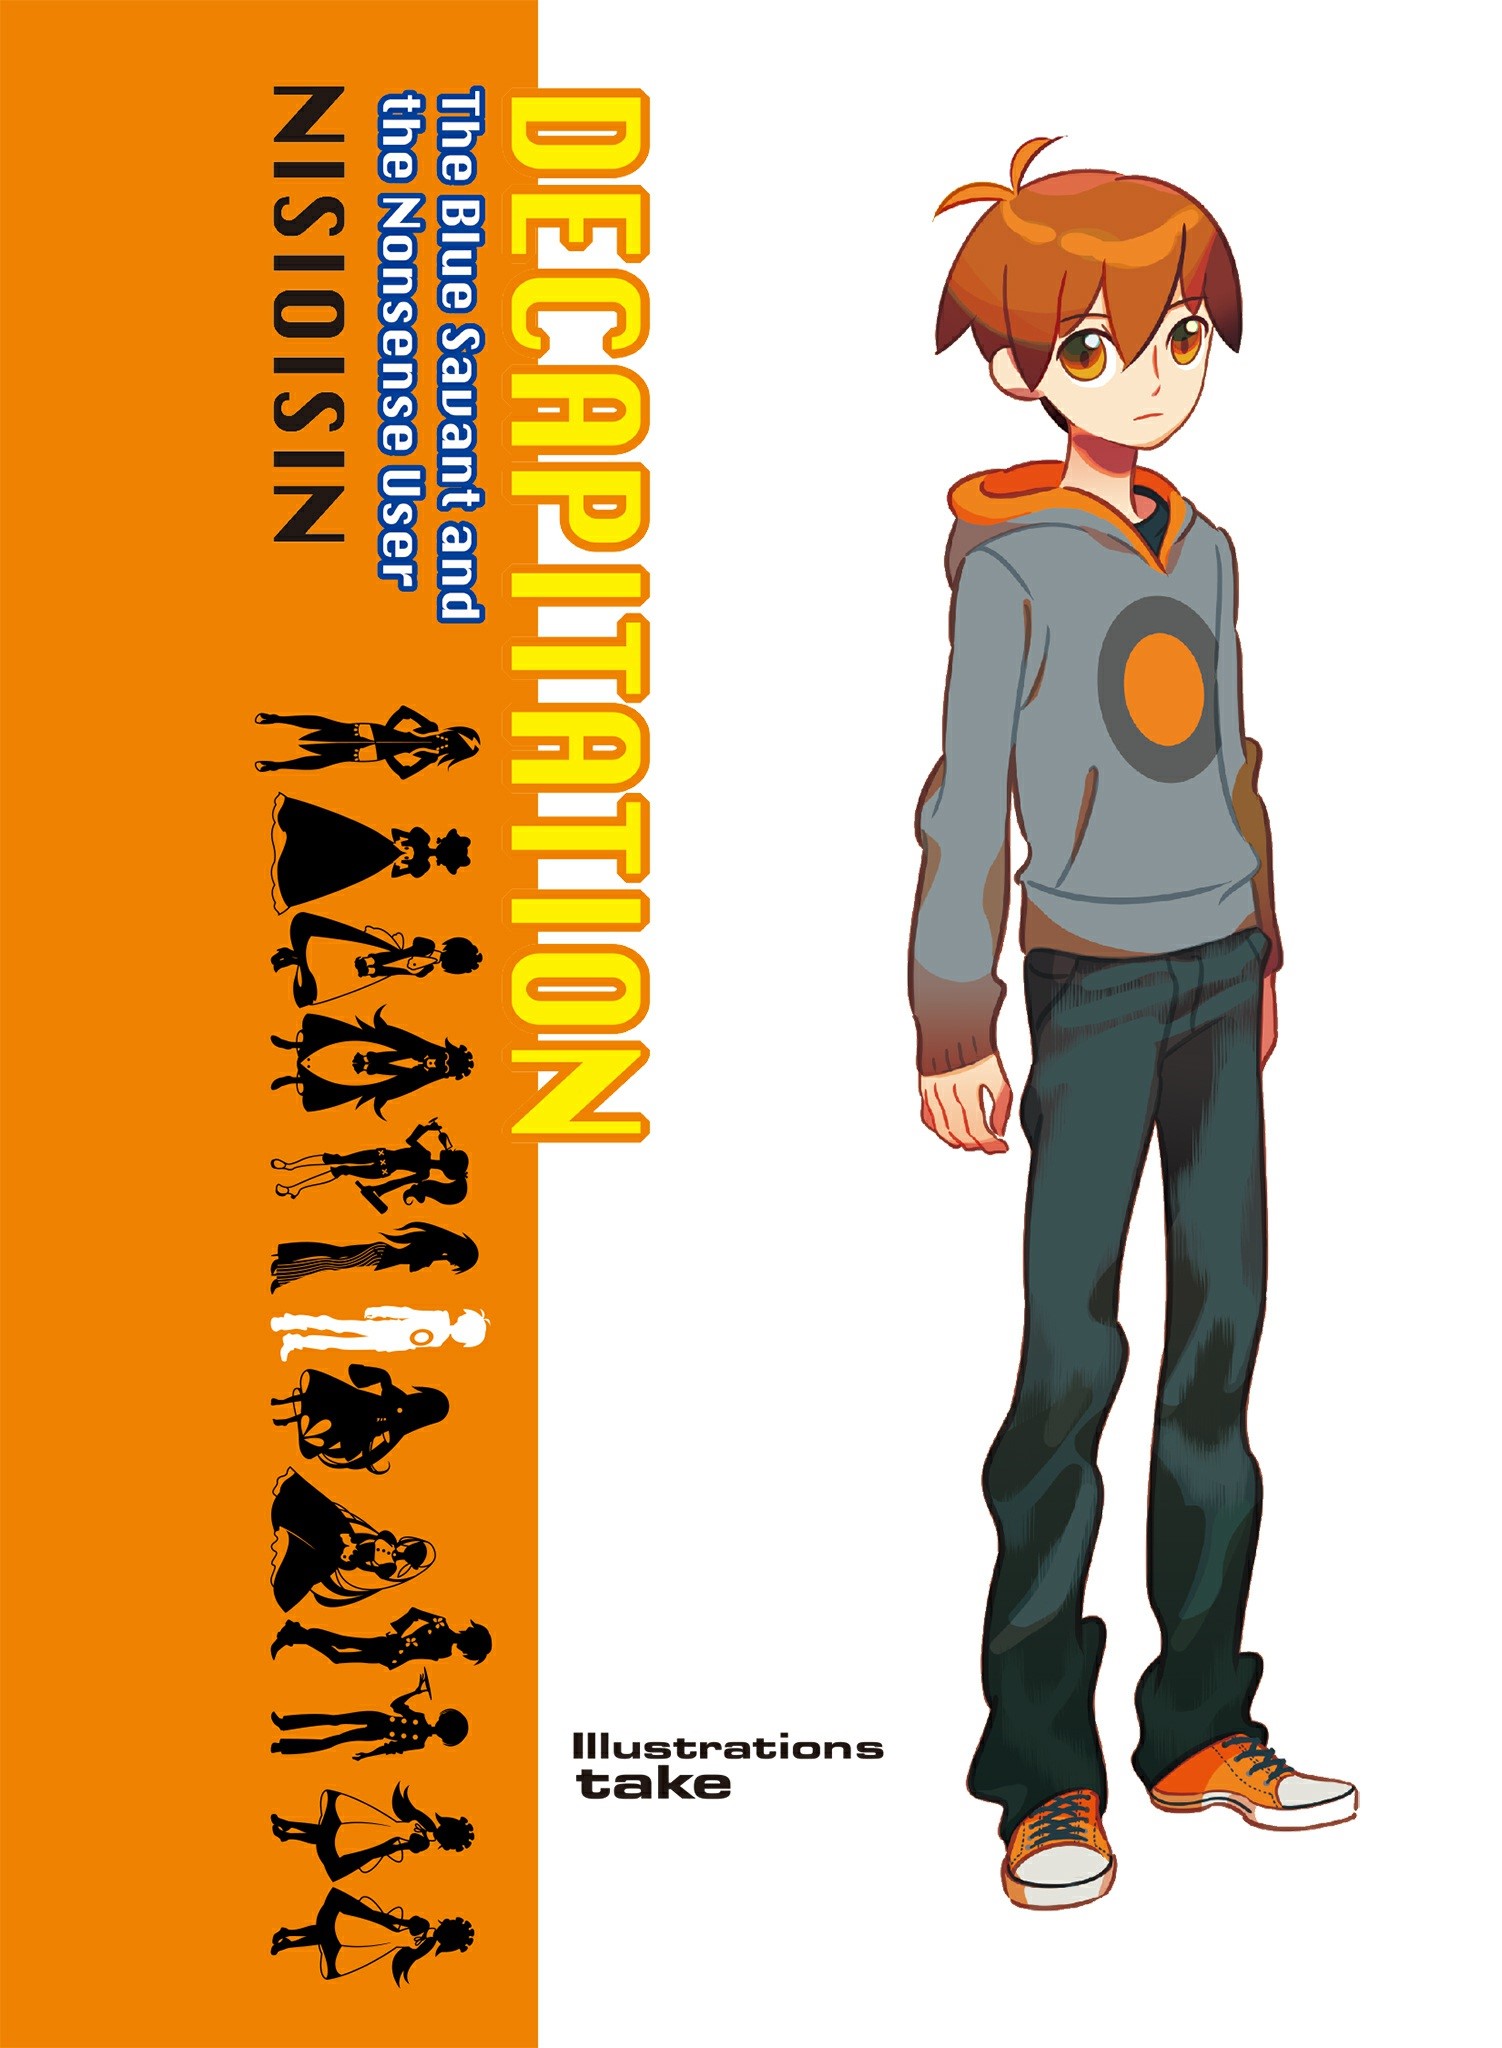 DECAPITATION
The Blue Savant and
the Nonsense User
NISIOISIN
Illustrations
take